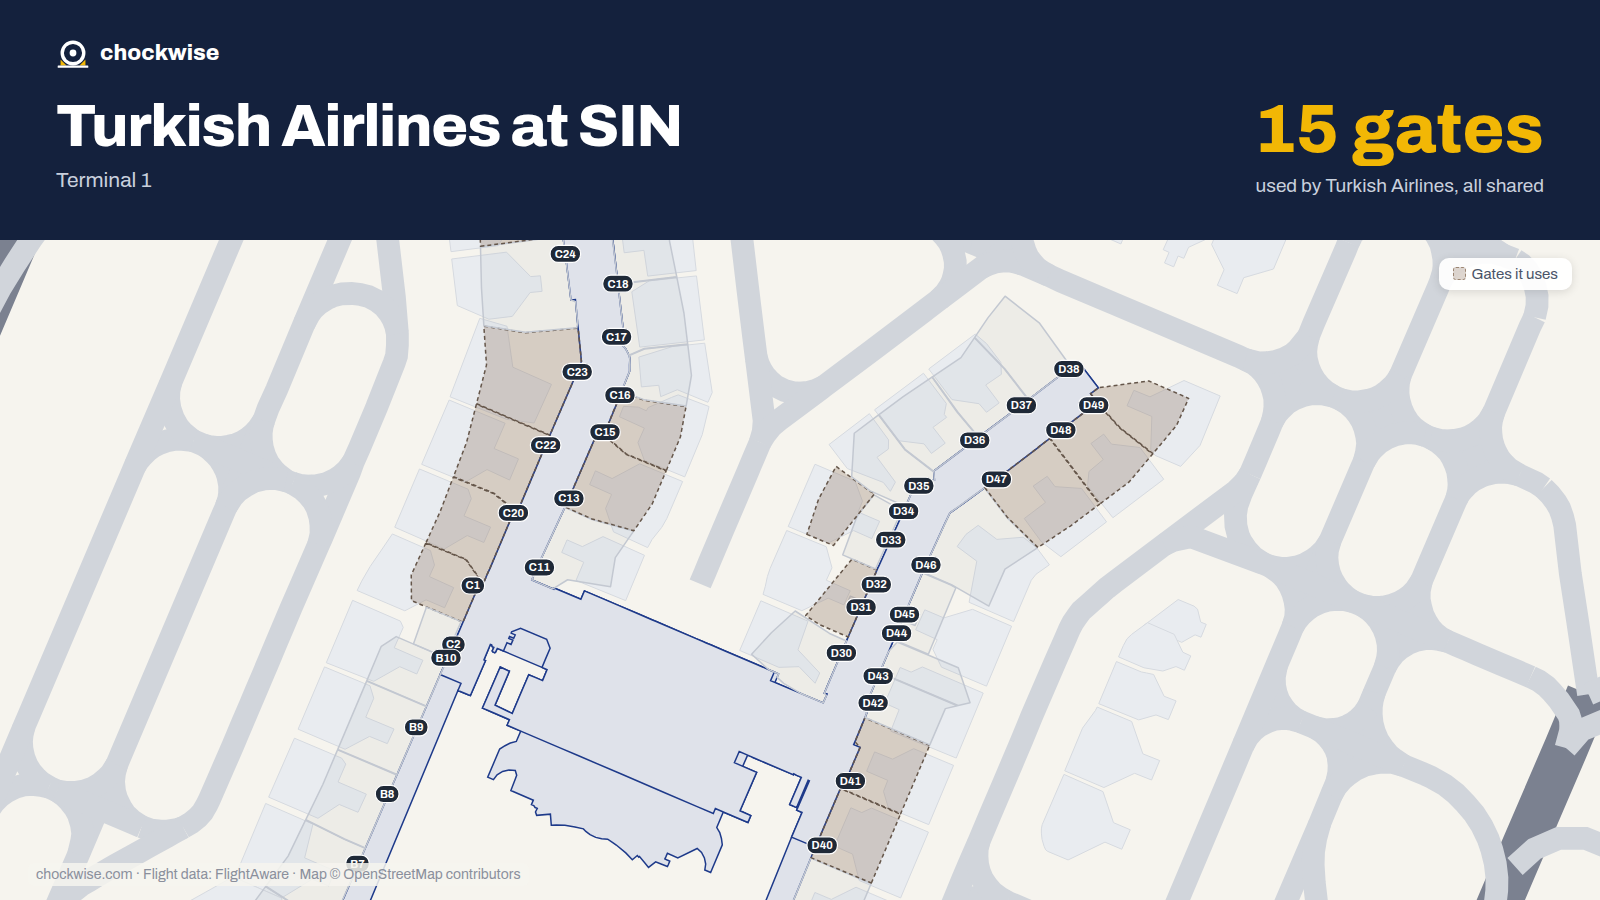 chockwise
Turkish Airlines at SIN
Terminal 1
15 gates
used by Turkish Airlines, all shared
Gates it uses
C24
C18
C17
C23
C16
C15
C22
C13
C20
C11
C1
C2
B10
B9
B8
D38
D37
D49
D48
D36
D47
D35
D34
D33
D46
D32
D31
D45
D44
D30
D43
D42
D41
D40
chockwise.com · Flight data: FlightAware · Map © OpenStreetMap contributors